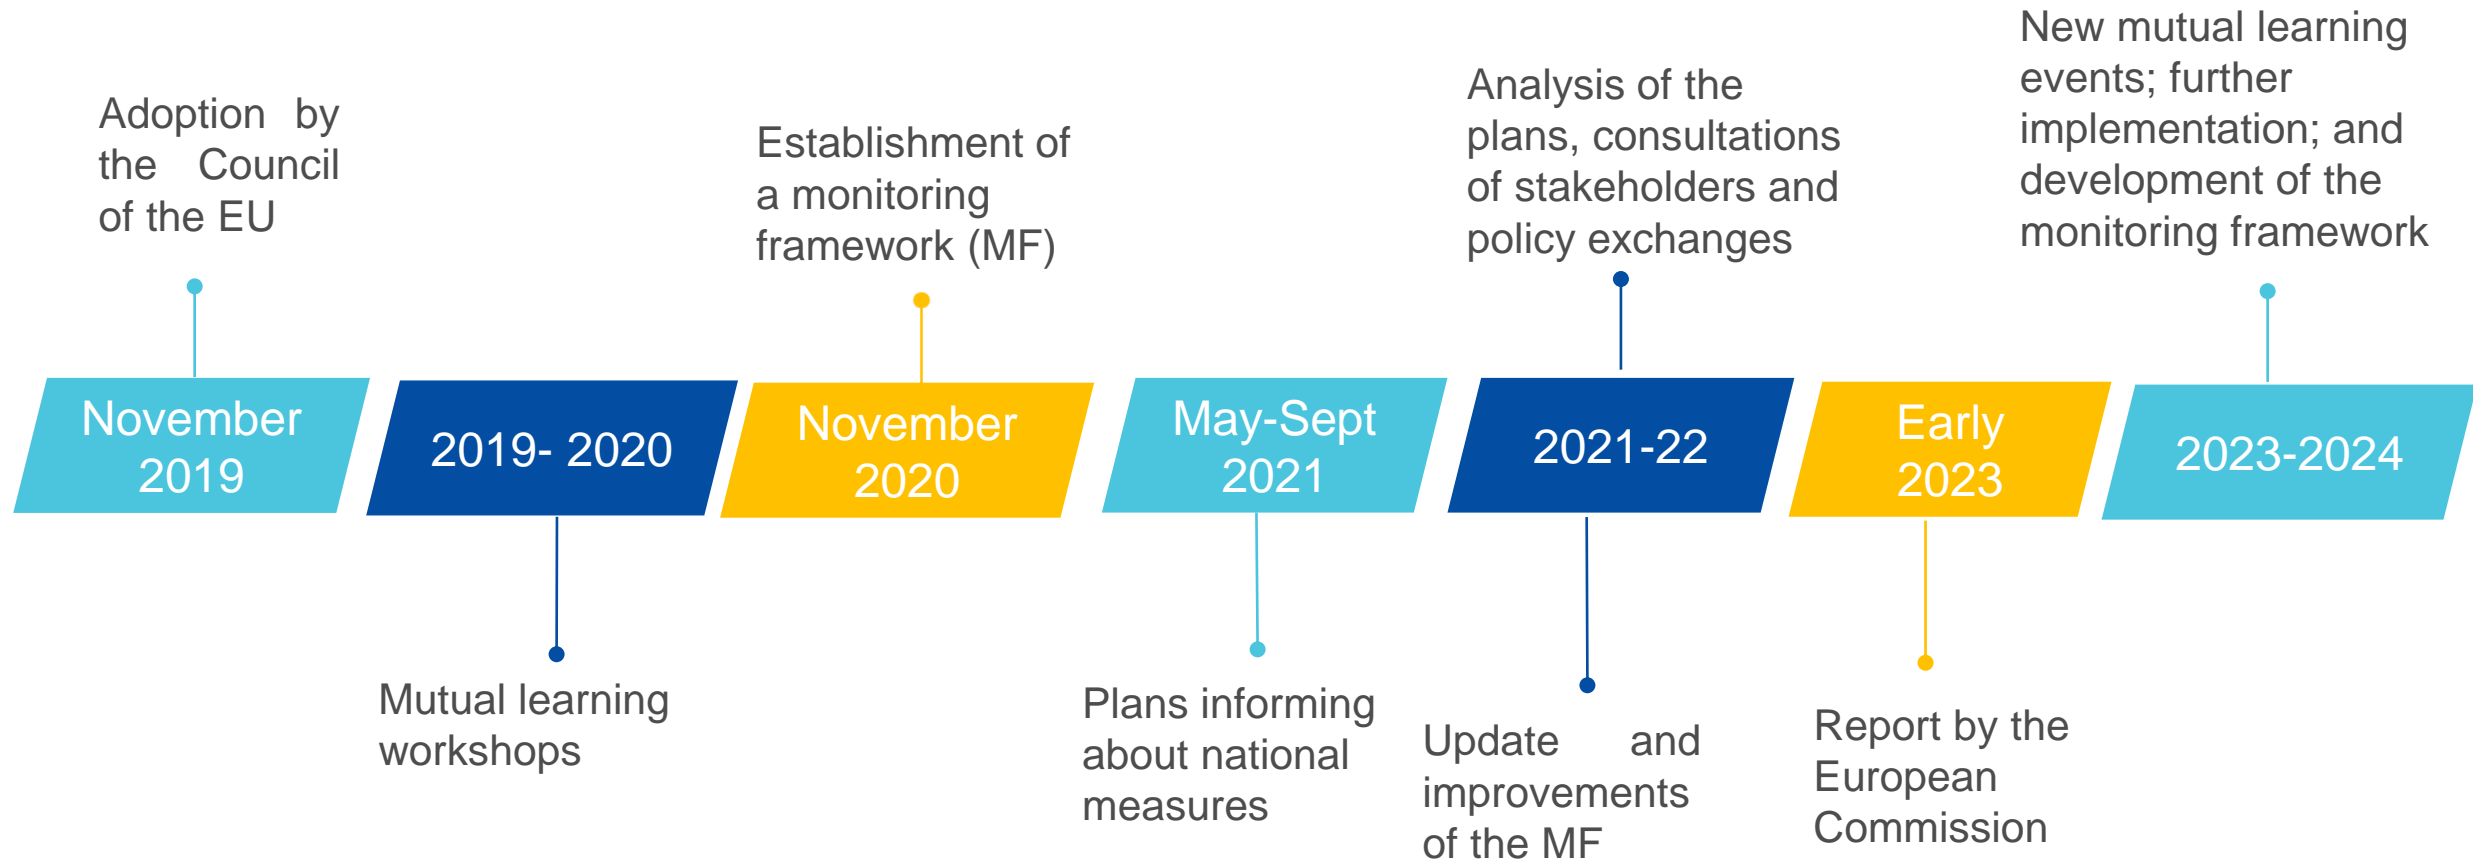 Adoption by
the Council
of the EU
Establishment of
a monitoring
framework (MF)
Analysis of the
plans, consultations
of stakeholders and
policy exchanges
New mutual learning
events; further
implementation; and
development of the
monitoring framework
November
2019
2019- 2020
November
2020
May-Sept
2021
2021-22
Early
2023
2023-2024
Mutual learning
workshops
Plans informing
about national
measures
Update and
improvements
of the MF
Report by the
European
Commission